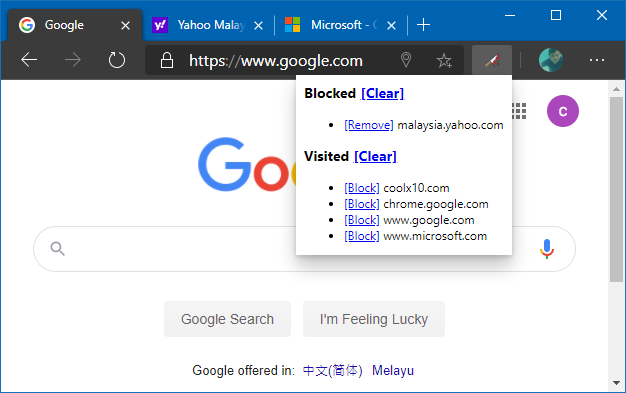 Google
Yahoo Malay
Microsoft - O
https://www.google.com
Blocked [Clear]
[Remove] malaysia.yahoo.com
Visited [Clear]
[Block] coolx10.com
[Block] chrome.google.com
[Block] www.google.com
[Block] www.microsoft.com
C
Goo
Google Search
I'm Feeling Lucky
Google offered in: 中文(简体) Melayu